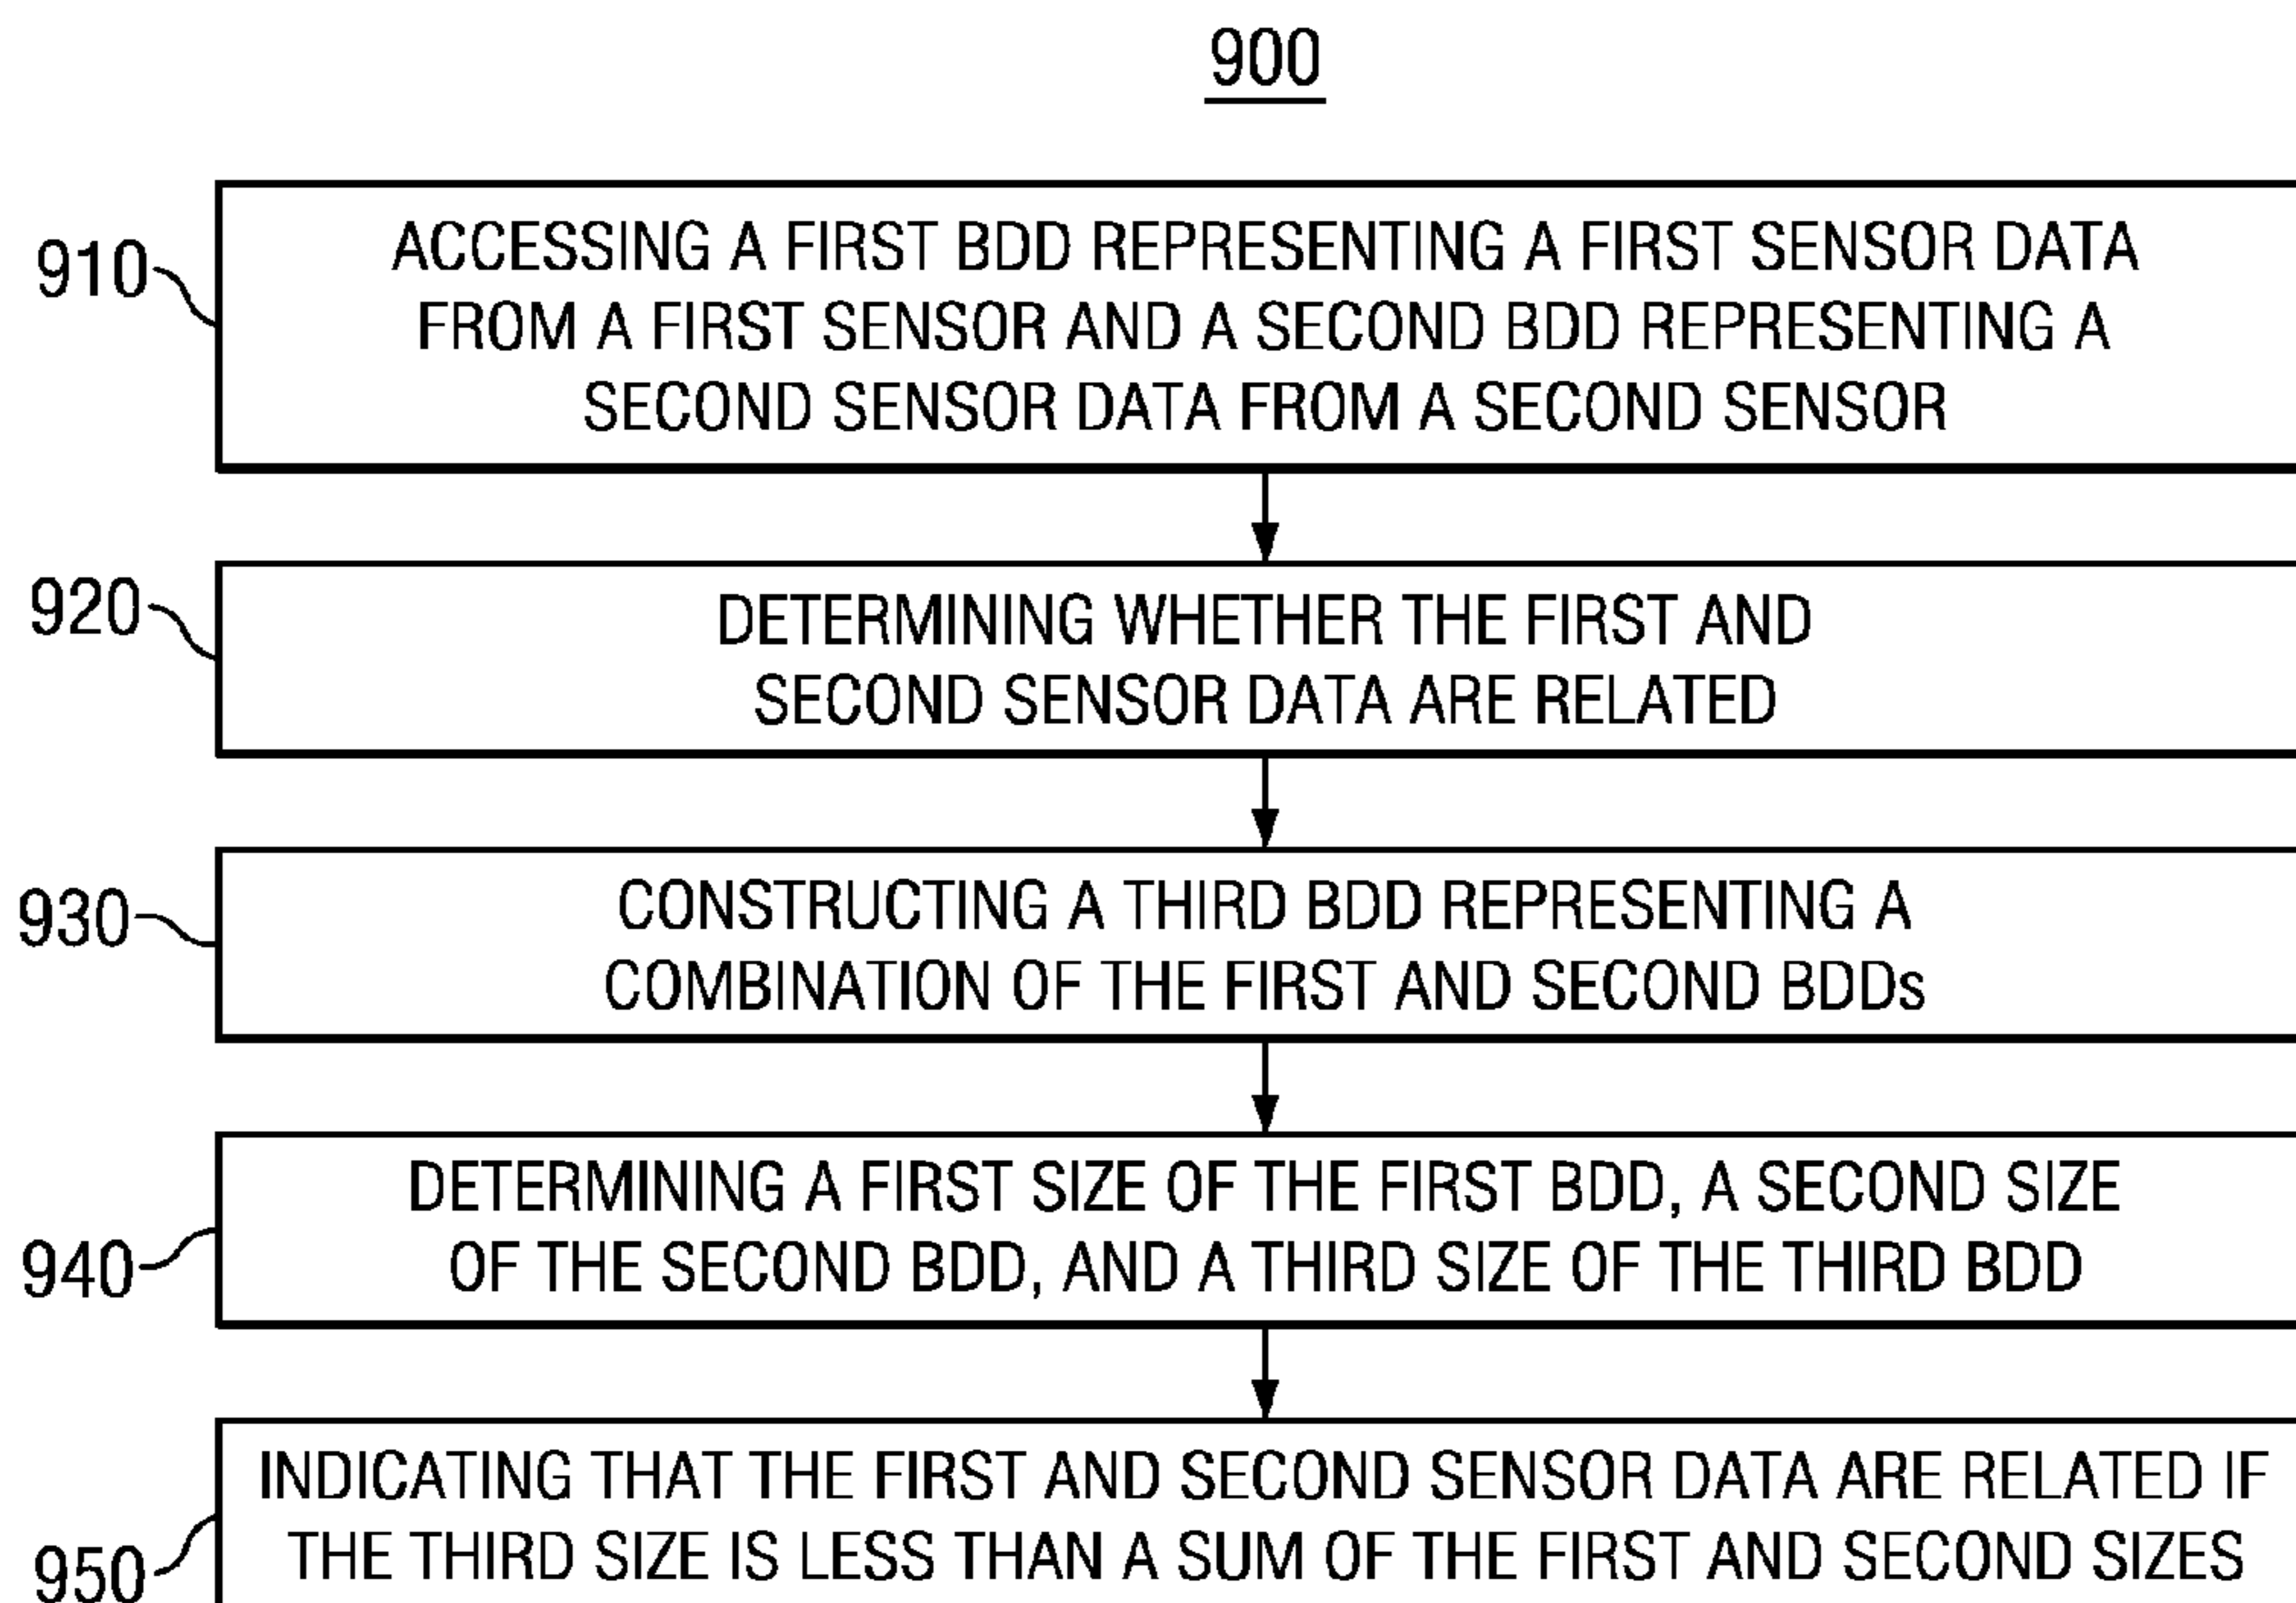 900
910
ACCESSING A FIRST BDD REPRESENTING A FIRST SENSOR DATA
FROM A FIRST SENSOR AND A SECOND BDD REPRESENTING A
SECOND SENSOR DATA FROM A SECOND SENSOR
920
DETERMINING WHETHER THE FIRST AND
SECOND SENSOR DATA ARE RELATED
930
CONSTRUCTING A THIRD BDD REPRESENTING A
COMBINATION OF THE FIRST AND SECOND BDDs
940
DETERMINING A FIRST SIZE OF THE FIRST BDD, A SECOND SIZE
OF THE SECOND BDD, AND A THIRD SIZE OF THE THIRD BDD
950
INDICATING THAT THE FIRST AND SECOND SENSOR DATA ARE RELATED IF
THE THIRD SIZE IS LESS THAN A SUM OF THE FIRST AND SECOND SIZES